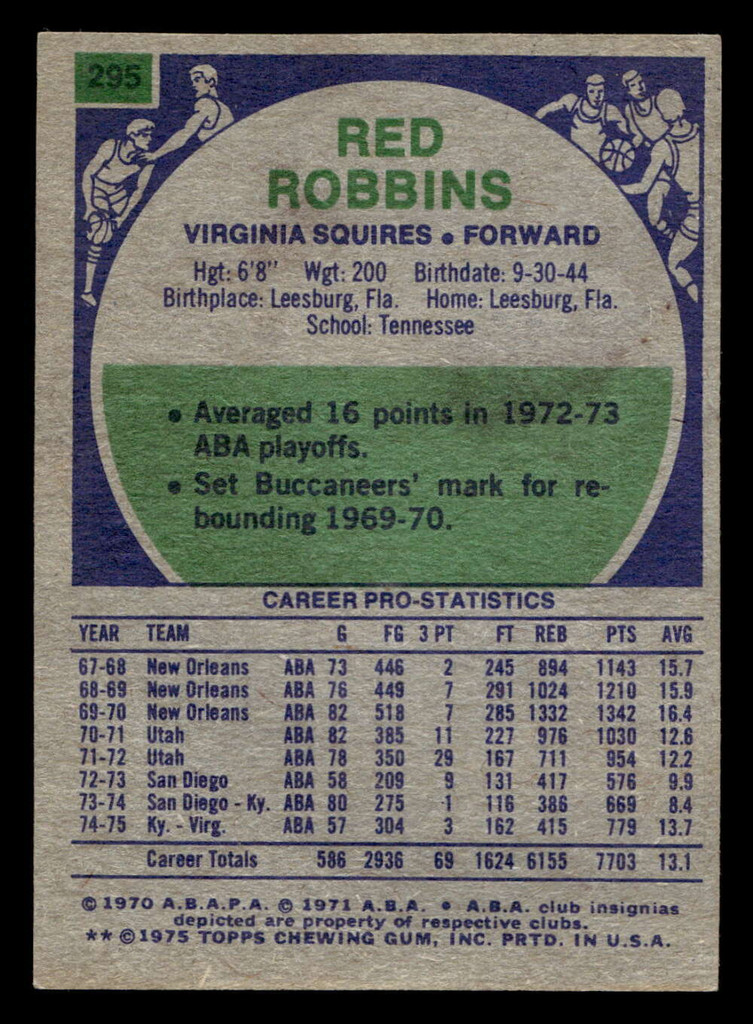 295
RED
ROBBINS
VIRGINIA SQUIRES • FORWARD
Hgt: 6'8" Wgt: 200 Birthdate: 9-30-44
Birthplace: Leesburg, Fla. Home: Leesburg, Fla.
School: Tennessee
• Averaged 16 points in 1972-73
ABA playoffs.
• Set Buccaneers' mark for re-
bounding 1969-70.
CAREER PRO-STATISTICS
YEAR TEAM G FG 3 PT FT REB PTS AVG
67-68 New Orleans ABA 73 446 2 245 894 1143 15.7
68-69 New Orleans ABA 76 449 7 291 1024 1210 15.9
69-70 New Orleans ABA 82 518 7 285 1332 1342 16.4
70-71 Utah ABA 82 385 11 227 976 1030 12.6
71-72 Utah ABA 78 350 29 167 711 954 12.2
72-73 San Diego ABA 58 209 9 131 417 576 9.9
73-74 San Diego - Ky. ABA 80 275 1 116 386 669 8.4
74-75 Ky. - Virg. ABA 57 304 3 162 415 779 13.7
Career Totals 586 2936 69 1624 6155 7703 13.1
© 1970 A.B.A.P.A. © 1971 A.B.A. • A.B.A. club insignias
depicted are property of respective clubs.
** © 1975 TOPPS CHEWING GUM, INC. PRTD. IN U.S.A.